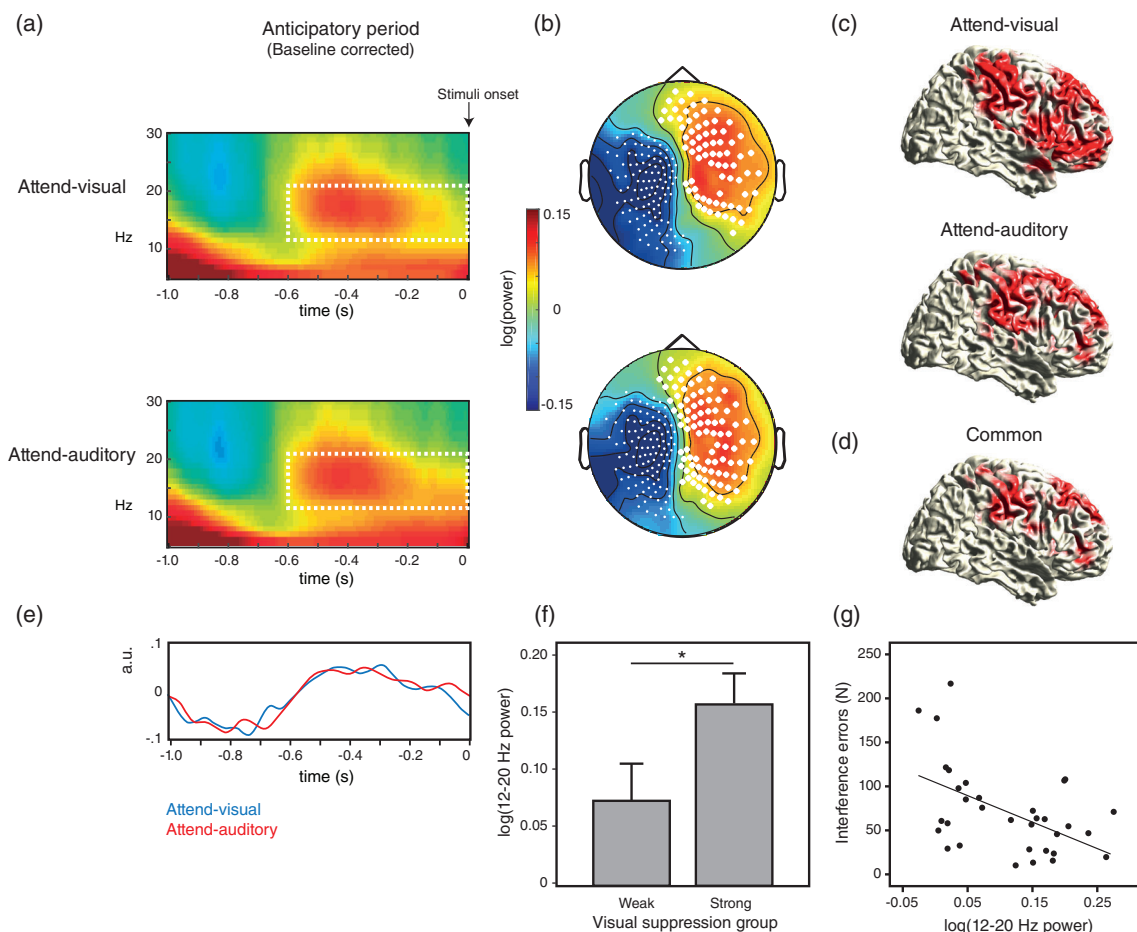 (a)
Anticipatory period
(Baseline corrected)
Stimuli onset
Attend-visual
Hz
30
20
10
-1.0 -0.8 -0.6 -0.4 -0.2 0
time (s)
Attend-auditory
Hz
30
20
10
-1.0 -0.8 -0.6 -0.4 -0.2 0
time (s)
(b)
0.15
0
-0.15
log(power)
(c)
Attend-visual
Attend-auditory
(d)
Common
(e)
a.u.
.1
0
-.1
-1.0 -0.8 -0.6 -0.4 -0.2 0
time (s)
Attend-visual
Attend-auditory
(f)
log(12-20 Hz power)
0.20
0.15
0.10
0.05
0
*
Weak Strong
Visual suppression group
(g)
Interference errors (N)
250
200
150
100
50
0
-0.05 0.05 0.15 0.25
log(12-20 Hz power)